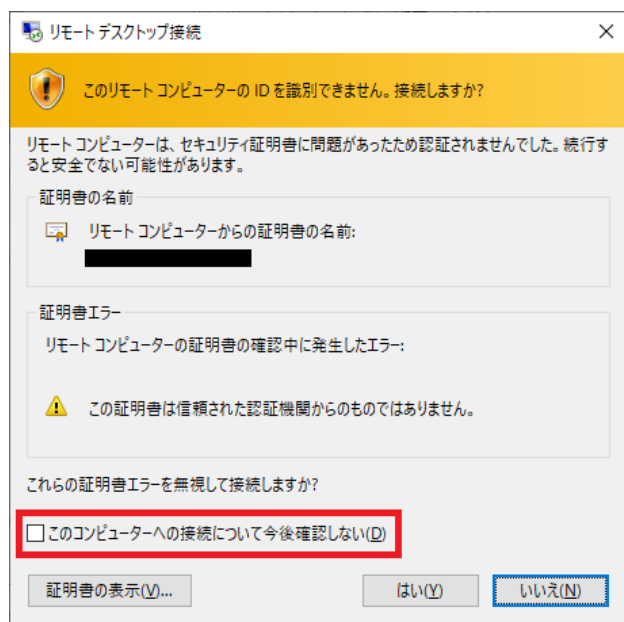 リモート デスクトップ接続
このリモート コンピューターの ID を識別できません。接続しますか?
リモート コンピューターは、セキュリティ証明書に問題があったため認証されませんでした。続行す
ると安全でない可能性があります。
証明書の名前
リモート コンピューターからの証明書の名前:
証明書エラー
リモート コンピューターの証明書の確認中に発生したエラー:
この証明書は信頼された認証機関からのものではありません。
これらの証明書エラーを無視して接続しますか?
このコンピューターへの接続について今後確認しない(D)
証明書の表示(V)...
はい(Y)
いいえ(N)